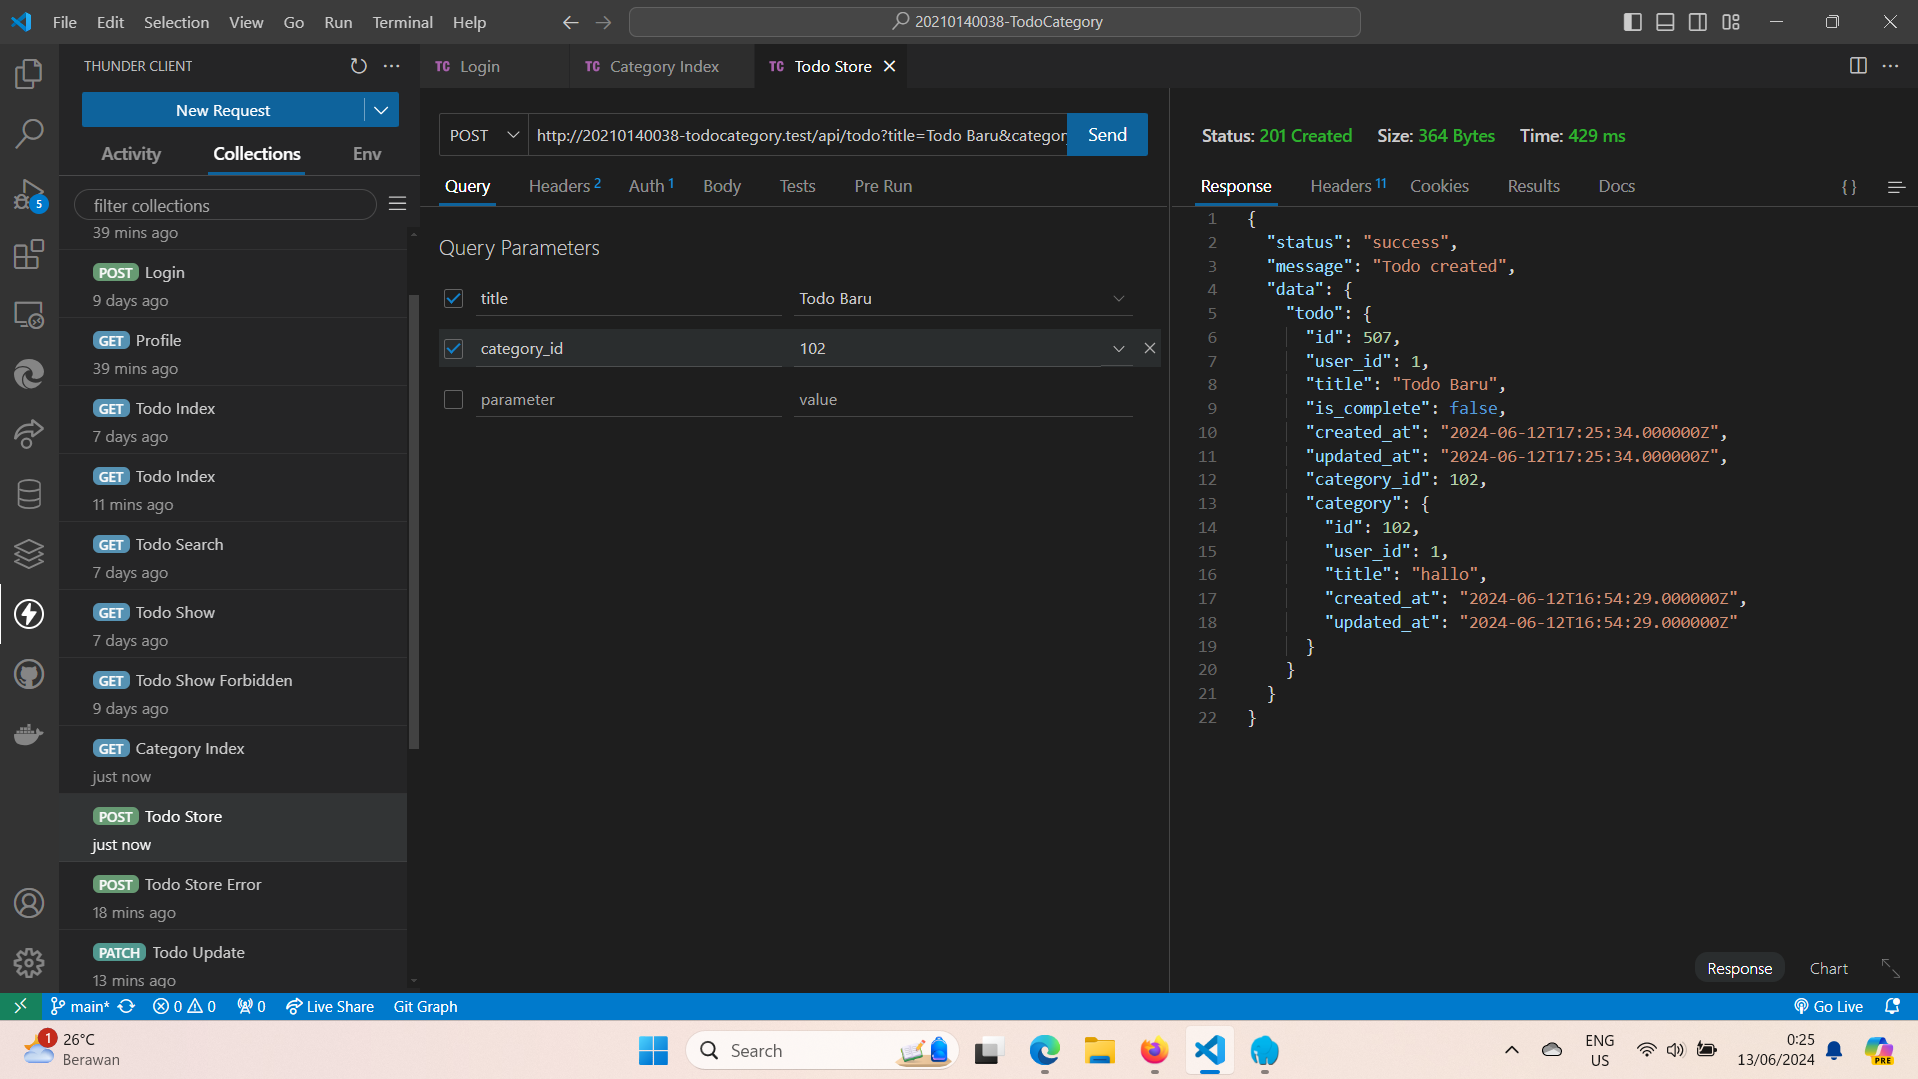 File Edit Selection View Go Run Terminal Help
20210140038-TodoCategory
THUNDER CLIENT
New Request
Activity Collections Env
filter collections
39 mins ago
POST Login
9 days ago
GET Profile
39 mins ago
GET Todo Index
7 days ago
GET Todo Index
11 mins ago
GET Todo Search
7 days ago
GET Todo Show
7 days ago
GET Todo Show Forbidden
9 days ago
GET Category Index
just now
POST Todo Store
just now
POST Todo Store Error
18 mins ago
PATCH Todo Update
13 mins ago
5
TC Login
TC Category Index
TC Todo Store
POST http://20210140038-todocategory.test/api/todo?title=Todo Baru&categor
Send
Query Headers 2 Auth 1 Body Tests Pre Run
Query Parameters
title Todo Baru
category_id 102
parameter value
Status: 201 Created Size: 364 Bytes Time: 429 ms
Response Headers 11 Cookies Results Docs {}
1 {
2 "status": "success",
3 "message": "Todo created",
4 "data": {
5 "todo": {
6 "id": 507,
7 "user_id": 1,
8 "title": "Todo Baru",
9 "is_complete": false,
10 "created_at": "2024-06-12T17:25:34.000000Z",
11 "updated_at": "2024-06-12T17:25:34.000000Z",
12 "category_id": 102,
13 "category": {
14 "id": 102,
15 "user_id": 1,
16 "title": "hallo",
17 "created_at": "2024-06-12T16:54:29.000000Z",
18 "updated_at": "2024-06-12T16:54:29.000000Z"
19 }
20 }
21 }
22 }
Response Chart
main* 0 0 0 Live Share Git Graph
Go Live
1
26°C
Berawan
Search
ENG
US
0:25
13/06/2024
PRE